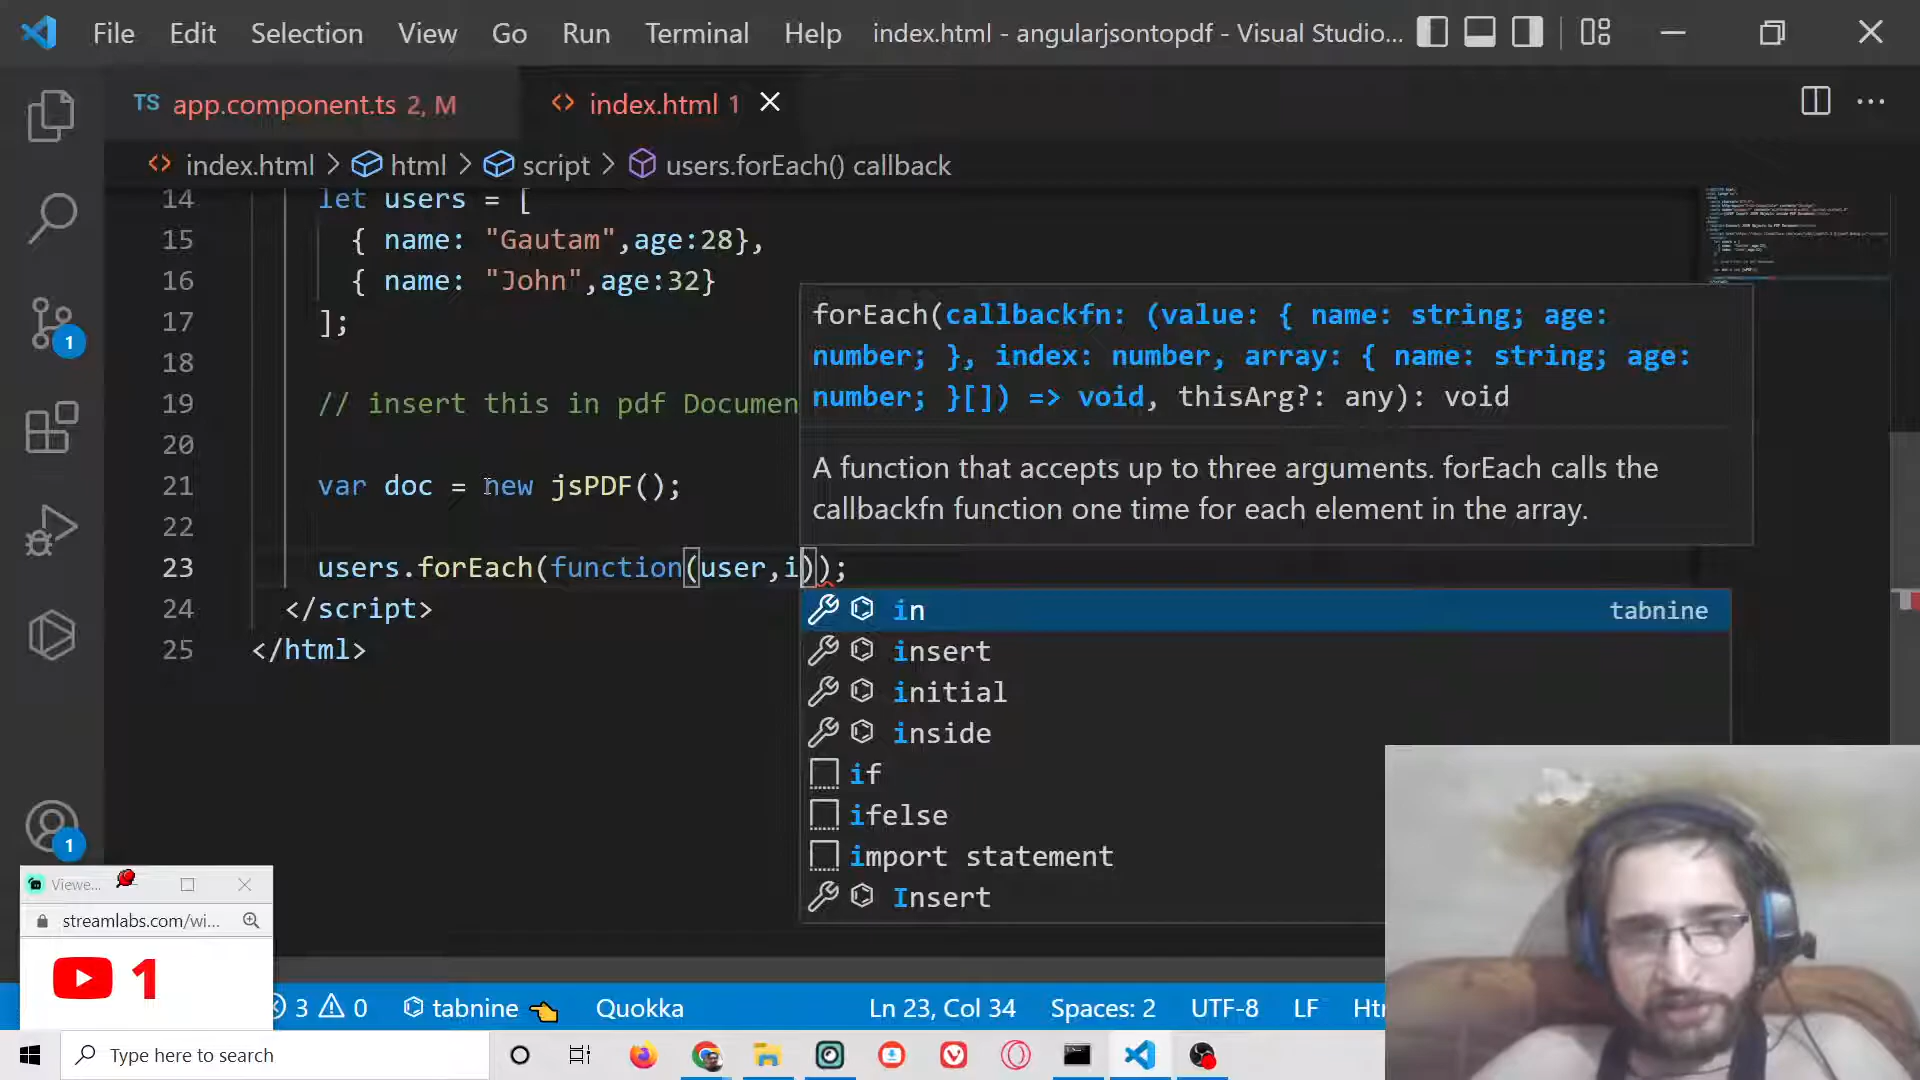 File Edit Selection View Go Run Terminal Help index.html - angularjsontopdf - Visual Studio...
TS app.component.ts 2, M
<> index.html 1
<> index.html > html > script > users.forEach() callback
14 let users = [
15 { name: "Gautam",age:28},
16 { name: "John",age:32}
17 ];
18
19 // insert this in pdf Documen
20
21 var doc = new jsPDF();
22
23 users.forEach(function(user,i));
24 </script>
25 </html>
forEach(callbackfn: (value: { name: string; age:
number; }, index: number, array: { name: string; age:
number; }[]) => void, thisArg?: any): void
A function that accepts up to three arguments. forEach calls the
callbackfn function one time for each element in the array.
in tabnine
insert
initial
inside
if
ifelse
import statement
Insert
1
1
Viewe...
streamlabs.com/wi...
1
3 0 tabnine Quokka Ln 23, Col 34 Spaces: 2 UTF-8 LF
Type here to search